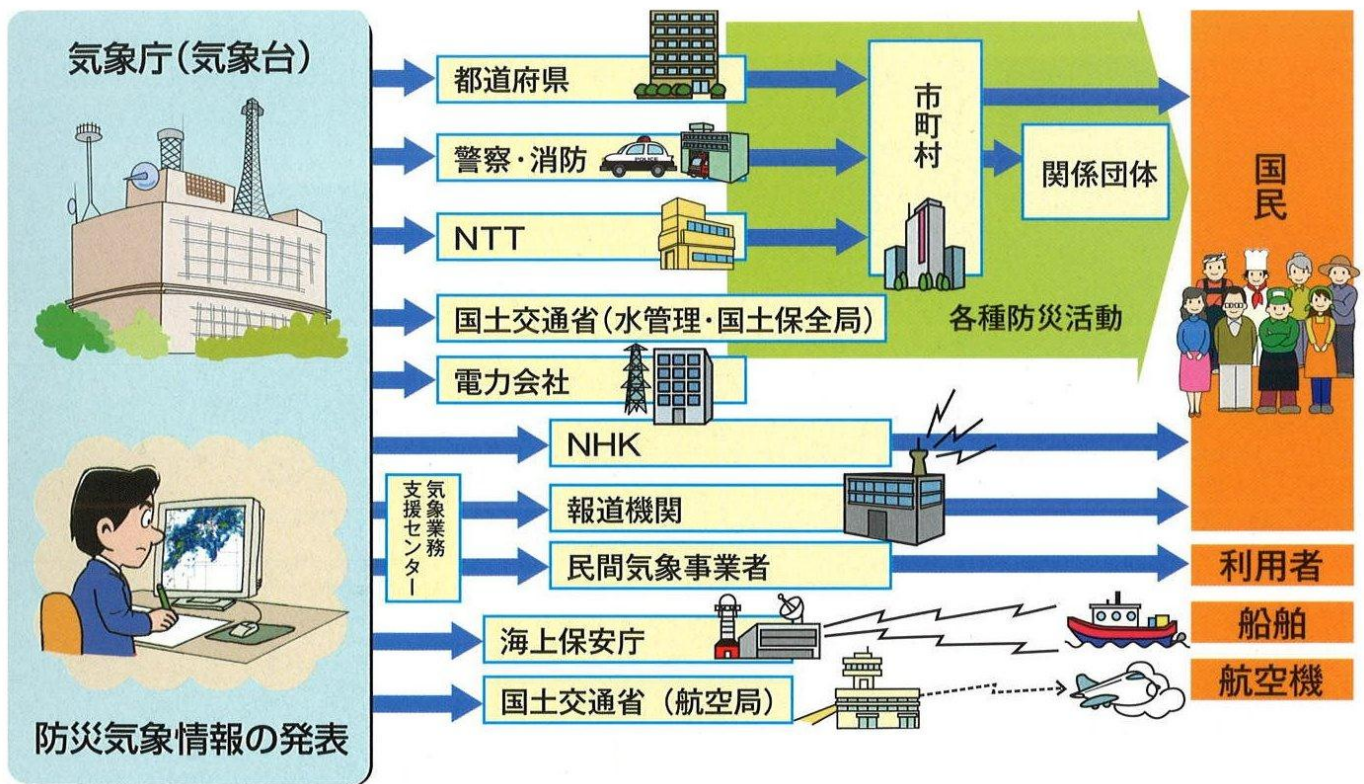 気象庁(気象台)
防災気象情報の発表
都道府県
警察・消防
POLICE
NTT
国土交通省(水管理・国土保全局)
電力会社
NHK
気象業務
支援センター
報道機関
民間気象事業者
海上保安庁
国土交通省(航空局)
市町村
関係団体
各種防災活動
国民
利用者
船舶
航空機